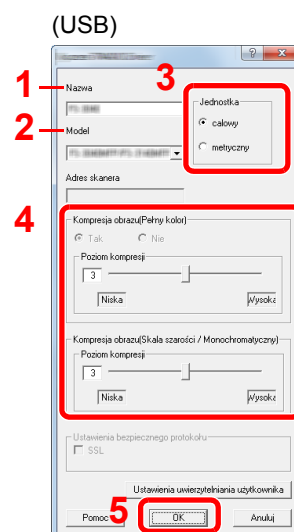 (USB)
1
Nazwa
3
Jednostka
calowy
metryczny
2
Model
Adres skanera
4
Kompresja obrazu(Pełny kolor)
Tak Nie
Poziom kompresji
3
Niska Wysoka
Kompresja obrazu(Skala szarości / Monochromatyczny)
Poziom kompresji
3
Niska Wysoka
Ustawienia bezpiecznego protokołu
SSL
Ustawienia uwierzytelniania użytkownika
5
Pomoc OK Anuluj